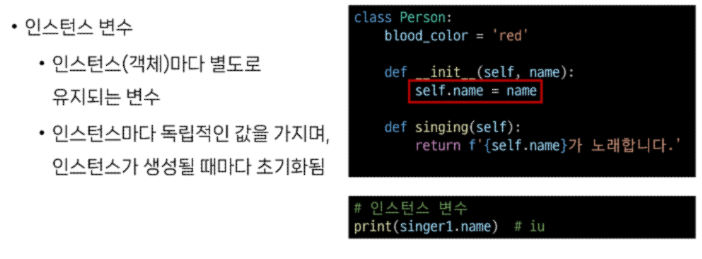 • 인스턴스 변수
• 인스턴스(객체)마다 별도로
유지되는 변수
• 인스턴스마다 독립적인 값을 가지며,
인스턴스가 생성될 때마다 초기화됨
class Person:
    blood_color = 'red'
    def __init__(self, name):
        self.name = name
    def singing(self):
        return f'{self.name}가 노래합니다.'
# 인스턴스 변수
print(singer1.name)  # iu